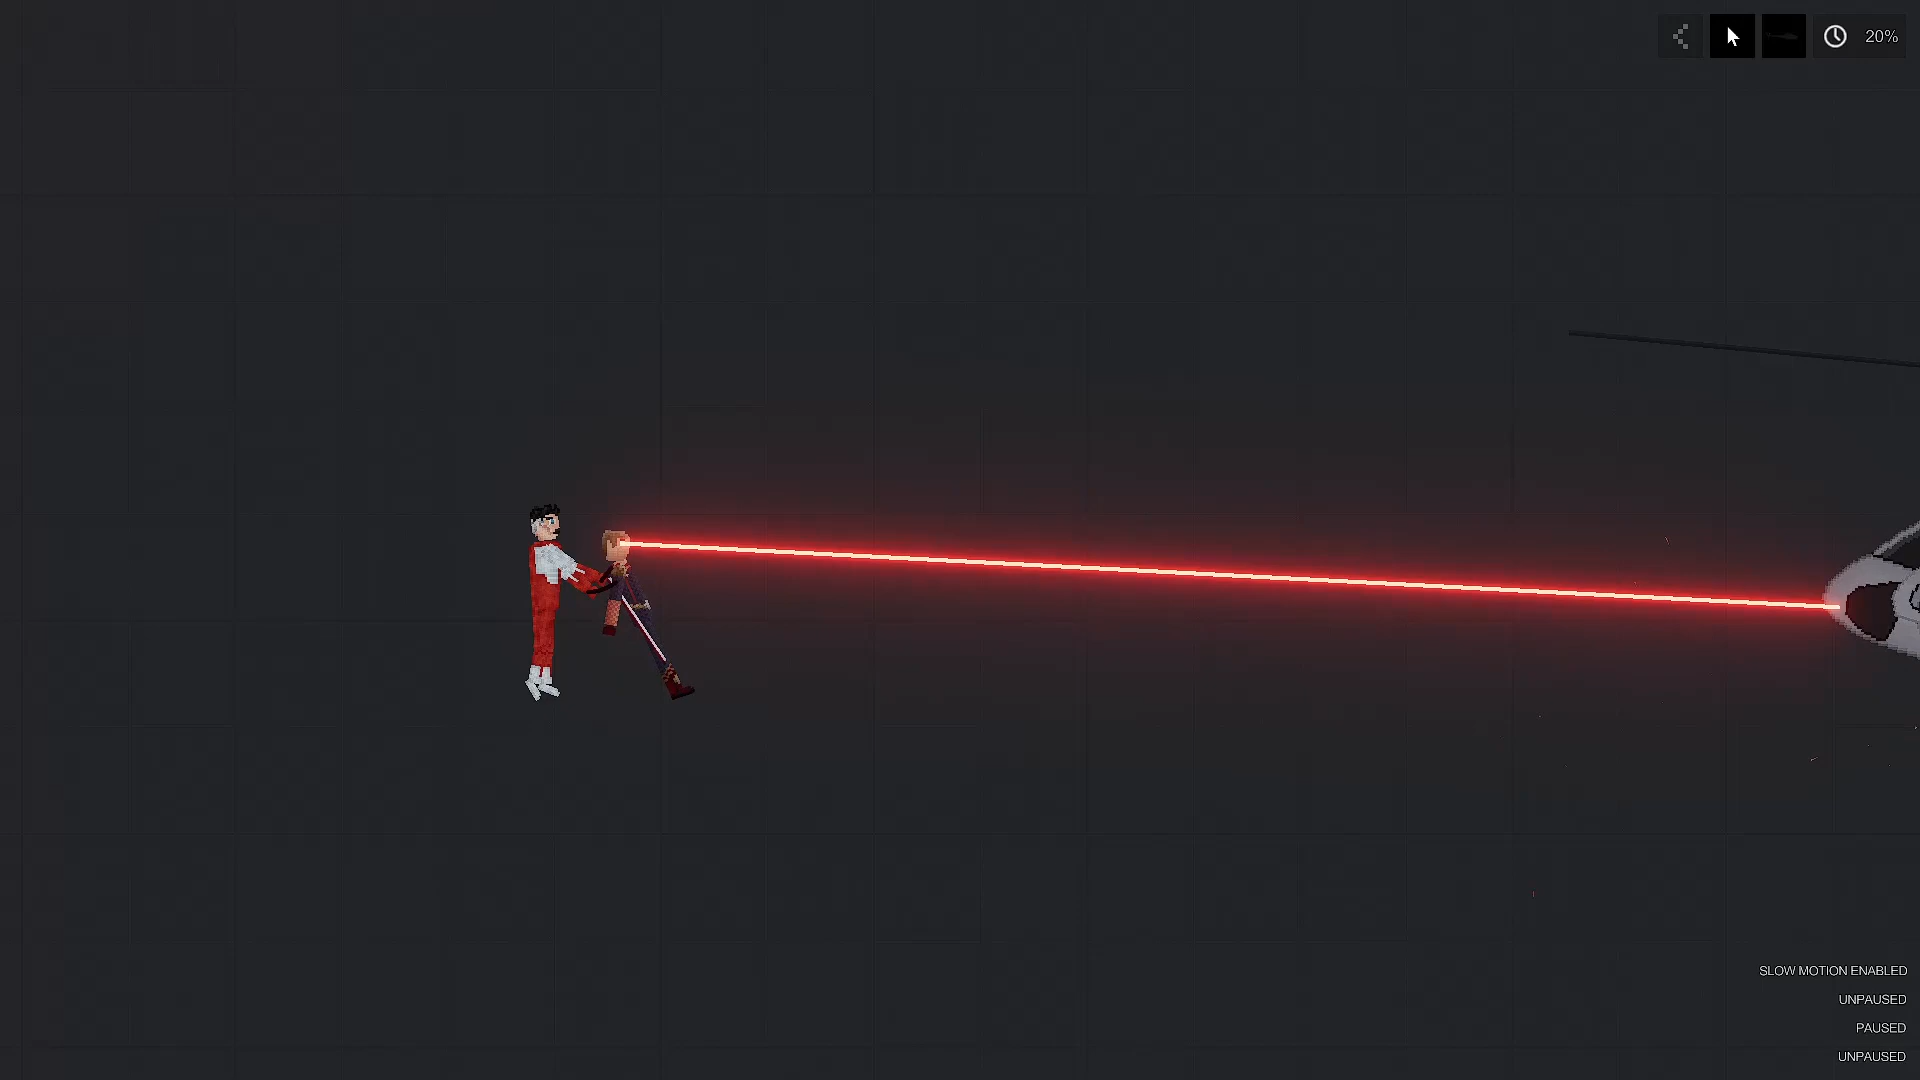 20%
SLOW MOTION ENABLED
UNPAUSED
PAUSED
UNPAUSED